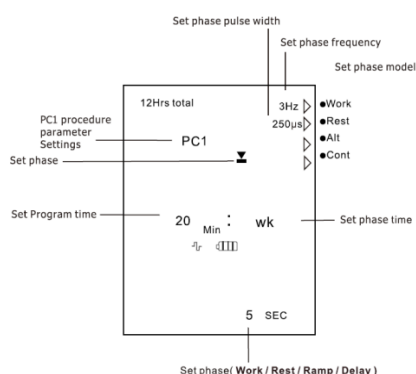 Set phase pulse width
Set phase frequency
Set phase model
12Hrs total
3Hz
●Work
PC1 procedure
parameter
Settings
250μs
●Rest
PC1
●Alt
Set phase
●Cont
Set Program time
20 Min : wk
Set phase time
5 SEC
Set phase( Work / Rest / Ramp / Delay )